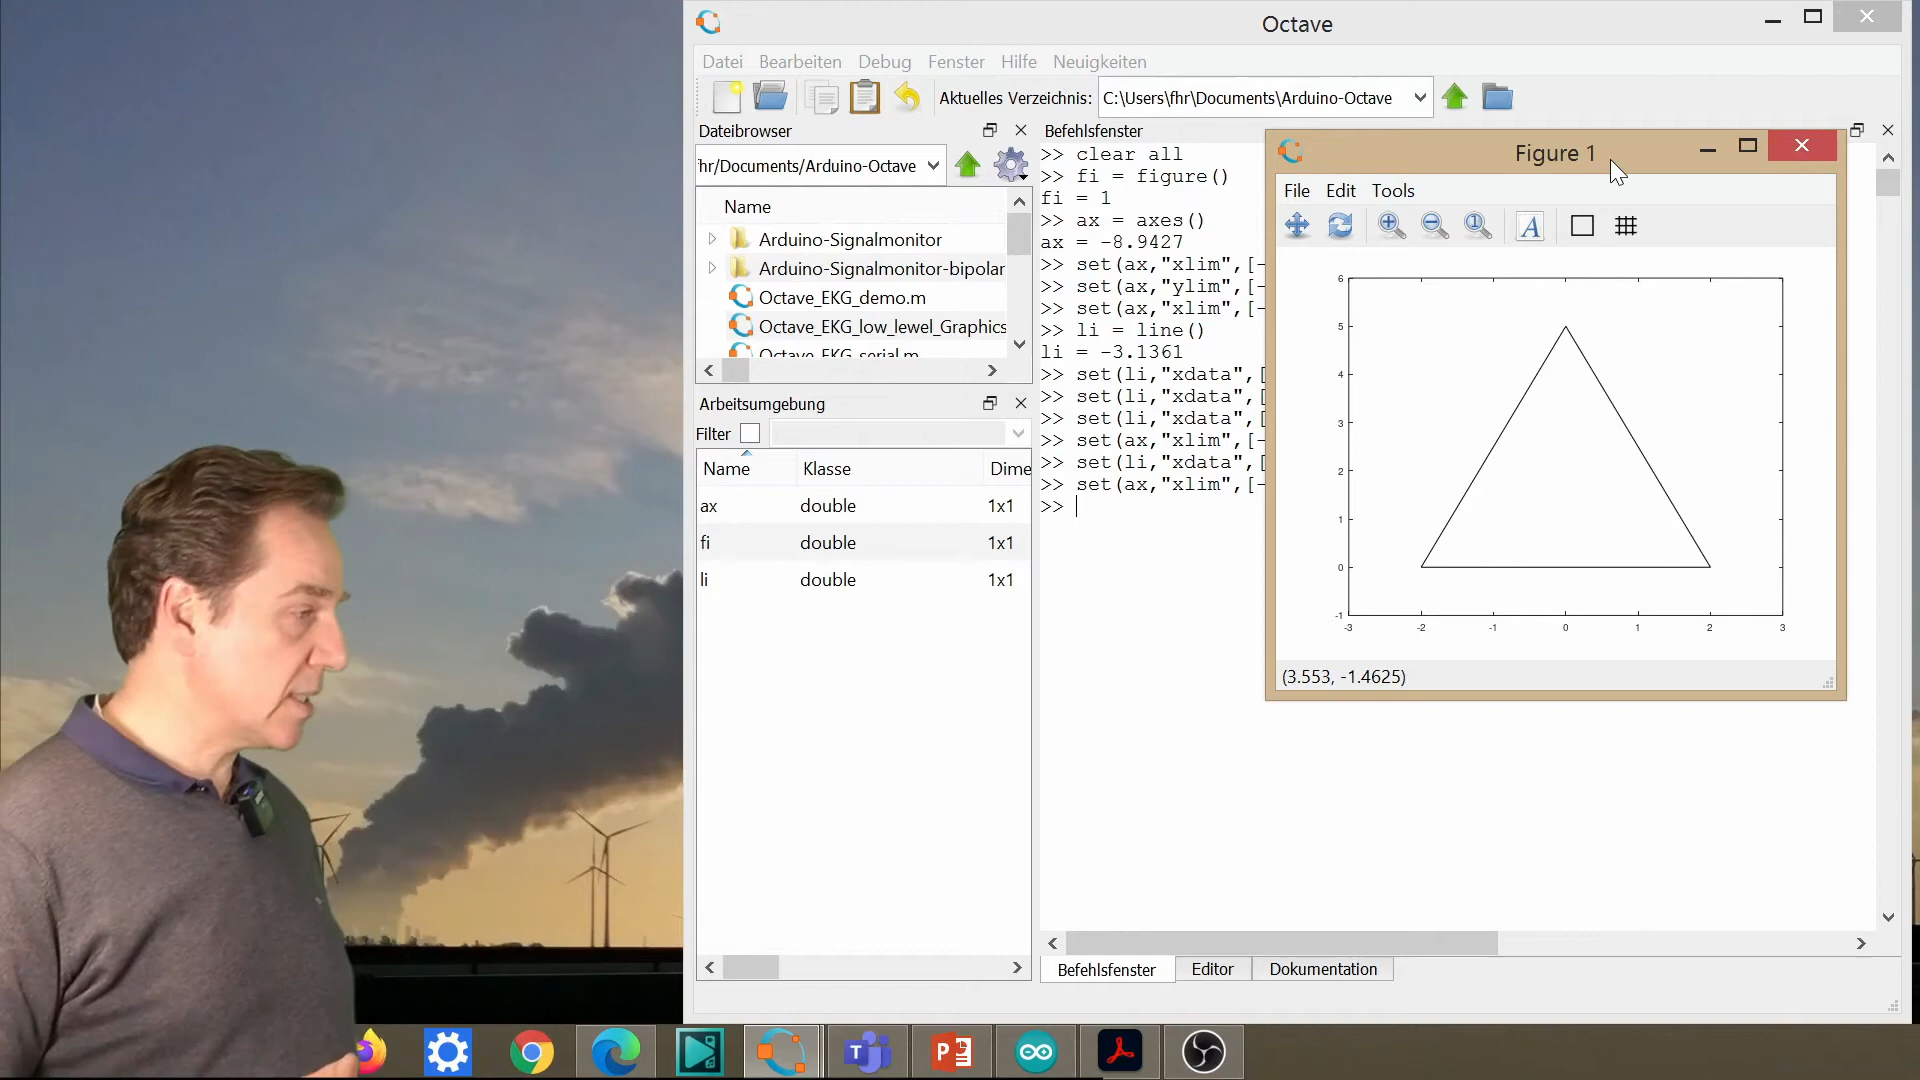 Octave
Datei Bearbeiten Debug Fenster Hilfe Neuigkeiten
Aktuelles Verzeichnis: C:\Users\fhr\Documents\Arduino-Octave
Dateibrowser
hr/Documents/Arduino-Octave
Name
Arduino-Signalmonitor
Arduino-Signalmonitor-bipolar
Octave_EKG_demo.m
Octave_EKG_low_lewel_Graphics
Octave_EKG_serial.m
Arbeitsumgebung
Filter
Name Klasse Dime
ax double 1x1
fi double 1x1
li double 1x1
Befehlsfenster
>> clear all
>> fi = figure()
fi = 1
>> ax = axes()
ax = -8.9427
>> set(ax,"xlim",[-
>> set(ax,"ylim",[-
>> set(ax,"xlim",[-
>> li = line()
li = -3.1361
>> set(li,"xdata",[
>> set(li,"xdata",[
>> set(li,"xdata",[
>> set(ax,"xlim",[-
>> set(li,"xdata",[
>> set(ax,"xlim",[-
>>
Befehlsfenster Editor Dokumentation
Figure 1
File Edit Tools
A
6
5
4
3
2
1
0
-1
-3 -2 -1 0 1 2 3
(3.553, -1.4625)